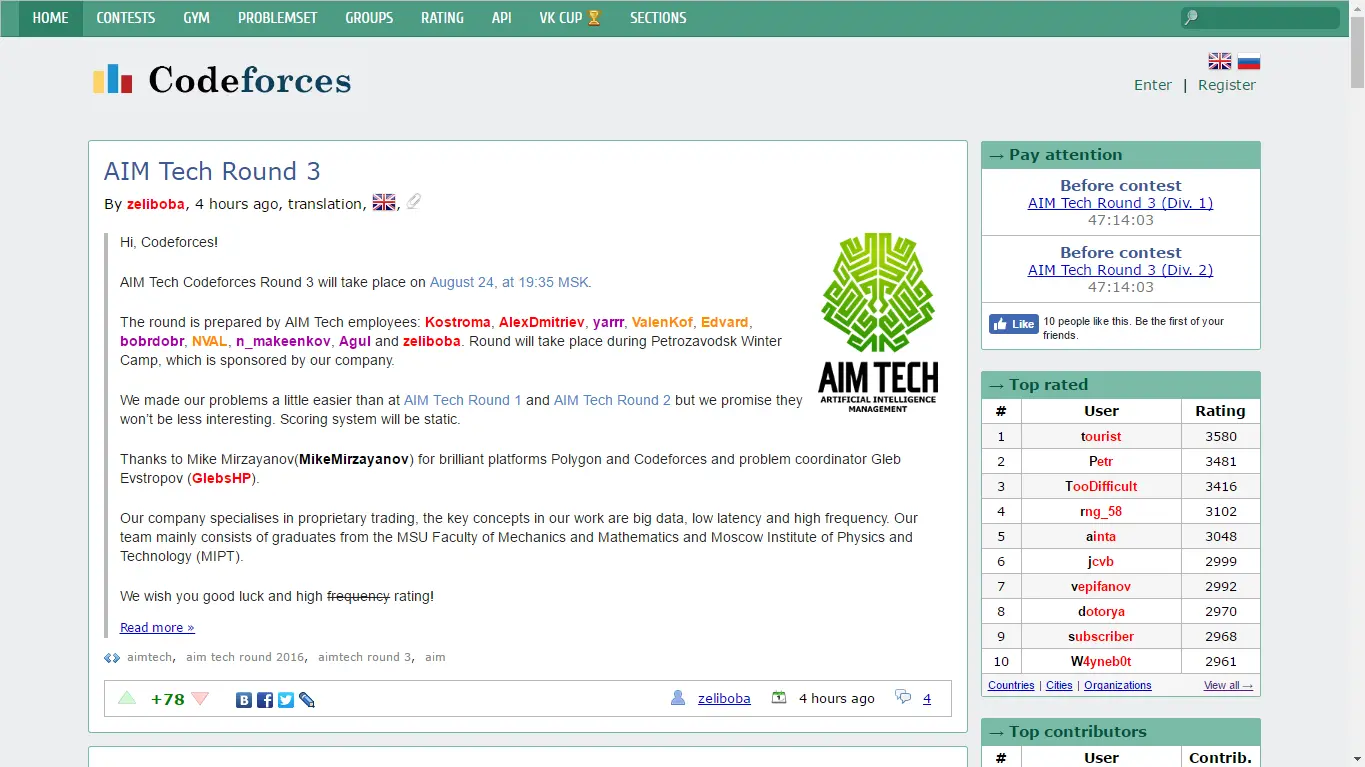 HOME CONTESTS GYM PROBLEMSET GROUPS RATING API VK CUP SECTIONS
Codeforces
Enter | Register
AIM Tech Round 3
By zeliboba, 4 hours ago, translation, ,
Hi, Codeforces!
AIM Tech Codeforces Round 3 will take place on August 24, at 19:35 MSK.
The round is prepared by AIM Tech employees: Kostroma, AlexDmitriev, yarrr, ValenKof, Edvard,
bobrdobr, NVAL, n_makeenkov, Agul and zeliboba. Round will take place during Petrozavodsk Winter
Camp, which is sponsored by our company.
We made our problems a little easier than at AIM Tech Round 1 and AIM Tech Round 2 but we promise they
won't be less interesting. Scoring system will be static.
Thanks to Mike Mirzayanov(MikeMirzayanov) for brilliant platforms Polygon and Codeforces and problem coordinator Gleb
Evstropov (GlebsHP).
Our company specialises in proprietary trading, the key concepts in our work are big data, low latency and high frequency. Our
team mainly consists of graduates from the MSU Faculty of Mechanics and Mathematics and Moscow Institute of Physics and
Technology (MIPT).
We wish you good luck and high frequency rating!
Read more »
AIM TECH
ARTIFICIAL INTELLIGENCE
MANAGEMENT
aimtech, aim tech round 2016, aimtech round 3, aim
+78 B f zeliboba 1 4 hours ago 4
→ Pay attention
Before contest
AIM Tech Round 3 (Div. 1)
47:14:03
Before contest
AIM Tech Round 3 (Div. 2)
47:14:03
Like 10 people like this. Be the first of your
friends.
→ Top rated
# User Rating
1 tourist 3580
2 Petr 3481
3 TooDifficult 3416
4 rng_58 3102
5 ainta 3048
6 jcvb 2999
7 vepifanov 2992
8 dotorya 2970
9 subscriber 2968
10 W4yneb0t 2961
Countries | Cities | Organizations View all →
→ Top contributors
# User Contrib.